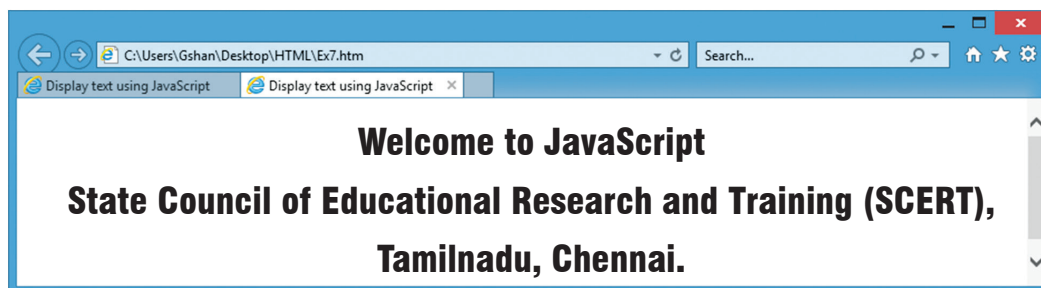 C:\Users\Gshan\Desktop\HTML\Ex7.htm
Search...
Display text using JavaScript
Display text using JavaScript
Welcome to JavaScript
State Council of Educational Research and Training (SCERT),
Tamilnadu, Chennai.